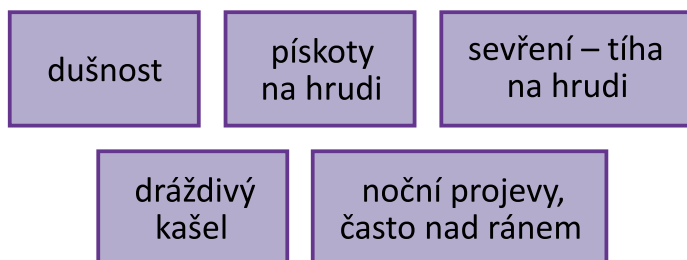 dušnost
pískoty
na hrudi
sevření – tíha
na hrudi
dráždivý
kašel
noční projevy,
často nad ránem